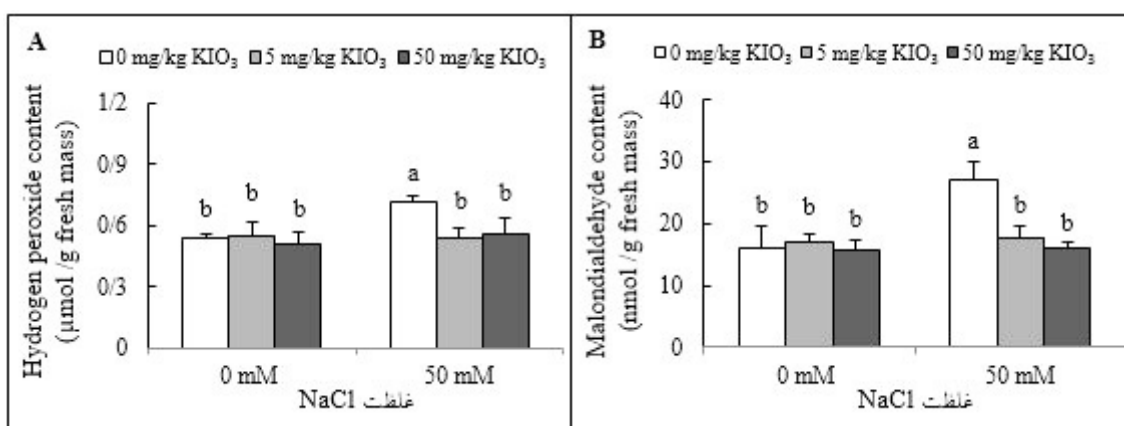 A
0 mg/kg KIO₃ 5 mg/kg KIO₃ 50 mg/kg KIO₃
Hydrogen peroxide content
(μmol /g fresh mass)
1/2
0/9
0/6
0/3
0
b
b
b
a
b
b
0 mM
50 mM
غلظت NaCl
B
0 mg/kg KIO₃ 5 mg/kg KIO₃ 50 mg/kg KIO₃
Malondialdehyde content
(nmol /g fresh mass)
40
30
20
10
0
b
b
b
a
b
b
0 mM
50 mM
غلظت NaCl